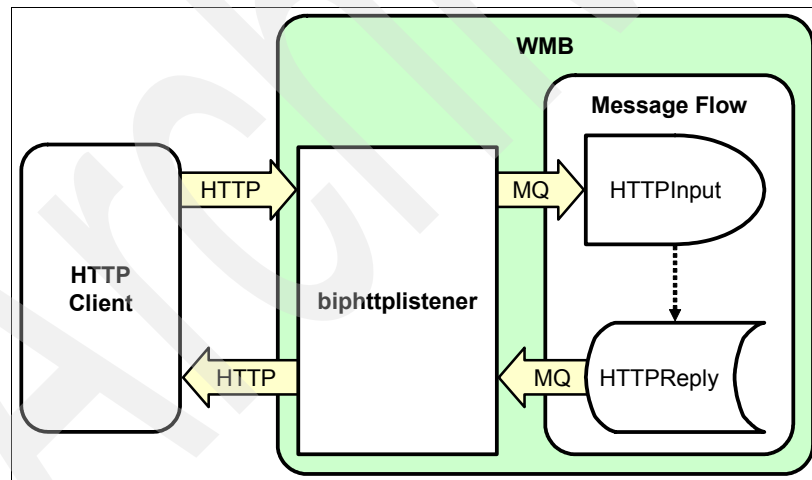 WMB
Message Flow
HTTP
MQ
HTTPInput
HTTP
Client
biphttplistener
HTTP
MQ
HTTPReply